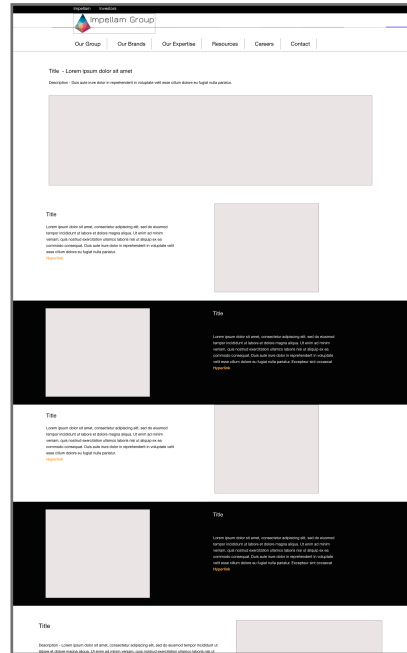 Impellam Investors
Impellam Group
Our Group Our Brands Our Expertise Resources Careers Contact
Title - Lorem ipsum dolor sit amet
Description - Duis aute irure dolor in reprehenderit in voluptate velit esse cillum dolore eu fugiat nulla pariatur.
Title
Lorem ipsum dolor sit amet, consectetur adipiscing elit, sed do eiusmod
tempor incididunt ut labore et dolore magna aliqua. Ut enim ad minim
veniam, quis nostrud exercitation ullamco laboris nisi ut aliquip ex ea
commodo consequat. Duis aute irure dolor in reprehenderit in voluptate velit
esse cillum dolore eu fugiat nulla pariatur.
Hyperlink
Title
Lorem ipsum dolor sit amet, consectetur adipiscing elit, sed do eiusmod
tempor incididunt ut labore et dolore magna aliqua. Ut enim ad minim
veniam, quis nostrud exercitation ullamco laboris nisi ut aliquip ex ea
commodo consequat. Duis aute irure dolor in reprehenderit in voluptate
velit esse cillum dolore eu fugiat nulla pariatur. Excepteur sint occaecat
Hyperlink
Title
Lorem ipsum dolor sit amet, consectetur adipiscing elit, sed do eiusmod
tempor incididunt ut labore et dolore magna aliqua. Ut enim ad minim
veniam, quis nostrud exercitation ullamco laboris nisi ut aliquip ex ea
commodo consequat. Duis aute irure dolor in reprehenderit in voluptate velit
esse cillum dolore eu fugiat nulla pariatur.
Hyperlink
Title
Lorem ipsum dolor sit amet, consectetur adipiscing elit, sed do eiusmod
tempor incididunt ut labore et dolore magna aliqua. Ut enim ad minim
veniam, quis nostrud exercitation ullamco laboris nisi ut aliquip ex ea
commodo consequat. Duis aute irure dolor in reprehenderit in voluptate
velit esse cillum dolore eu fugiat nulla pariatur. Excepteur sint occaecat
Hyperlink
Title
Description - Lorem ipsum dolor sit amet, consectetur adipiscing elit, sed do eiusmod tempor incididunt ut
labore et dolore magna aliqua. Ut enim ad minim veniam, quis nostrud exercitation ullamco laboris nisi ut